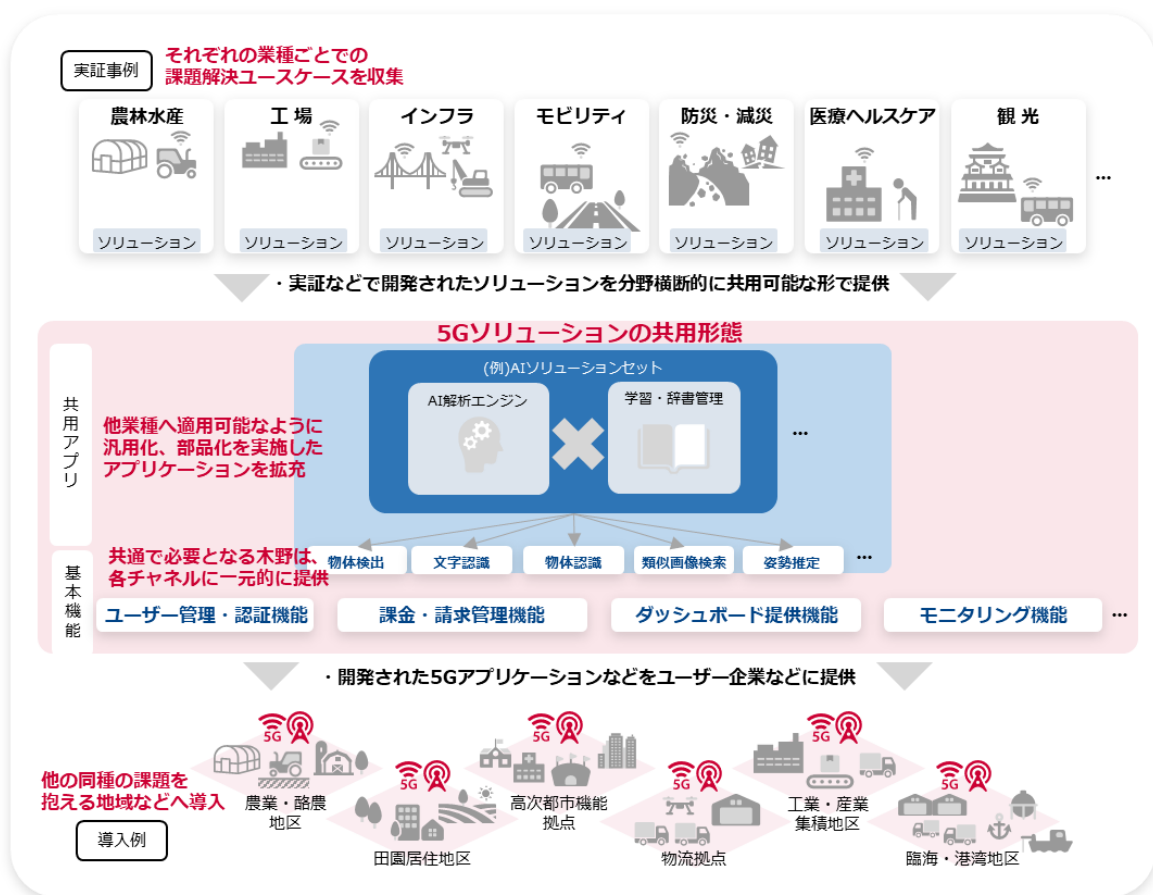 実証事例
それぞれの業種ごとでの
課題解決ユースケースを収集
農林水産
工 場
インフラ
モビリティ
防災・減災
医療ヘルスケア
観 光
...
ソリューション
ソリューション
ソリューション
ソリューション
ソリューション
ソリューション
ソリューション
・実証などで開発されたソリューションを分野横断的に共用可能な形で提供
5Gソリューションの共用形態
共用アプリ
他業種へ適用可能なように
汎用化、部品化を実施した
アプリケーションを拡充
(例)AIソリューションセット
AI解析エンジン
学習・辞書管理
...
基本機能
共通で必要となる木野は、
各チャネルに一元的に提供
物体検出
文字認識
物体認識
類似画像検索
姿勢推定
...
ユーザー管理・認証機能
課金・請求管理機能
ダッシュボード提供機能
モニタリング機能
...
・開発された5Gアプリケーションなどをユーザー企業などに提供
他の同種の課題を
抱える地域などへ導入
導入例
5G
農業・酪農
地区
5G
田園居住地区
5G
高次都市機能
拠点
5G
物流拠点
5G
工業・産業
集積地区
5G
臨海・港湾地区